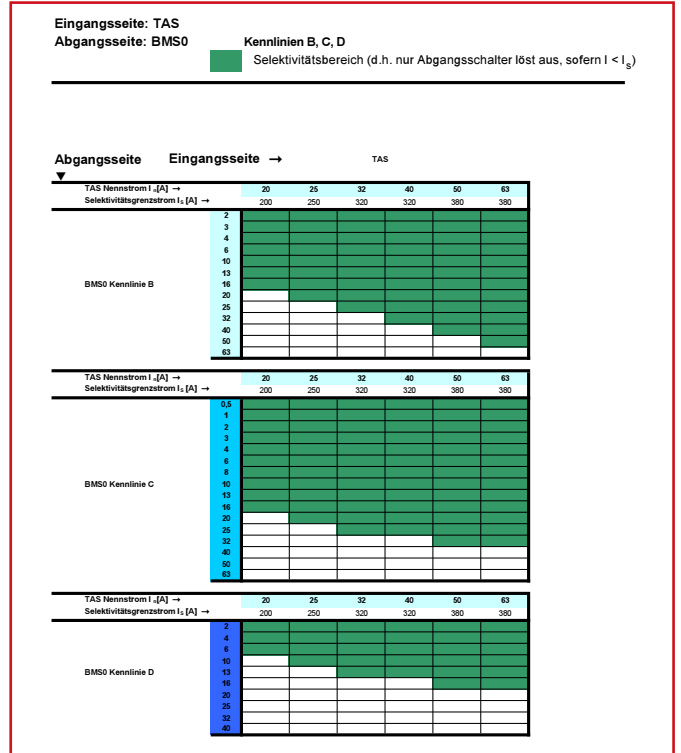 Eingangsseite: TAS
Abgangsseite: BMS0 Kennlinien B, C, D
Selektivitätsbereich (d.h. nur Abgangsschalter löst aus, sofern I < Is)
Abgangsseite Eingangsseite → TAS
▼
TAS Nennstrom In[A] → 20 25 32 40 50 63
Selektivitätsgrenzstrom IS [A] → 200 250 320 320 380 380
2
3
4
6
10
13
16
BMS0 Kennlinie B
20
25
32
40
50
63
TAS Nennstrom In[A] → 20 25 32 40 50 63
Selektivitätsgrenzstrom IS [A] → 200 250 320 320 380 380
0,5
1
2
3
4
6
8
BMS0 Kennlinie C 10
13
16
20
25
32
40
50
63
TAS Nennstrom In[A] → 20 25 32 40 50 63
Selektivitätsgrenzstrom IS [A] → 200 250 320 320 380 380
2
4
6
10
BMS0 Kennlinie D 13
16
20
25
32
40